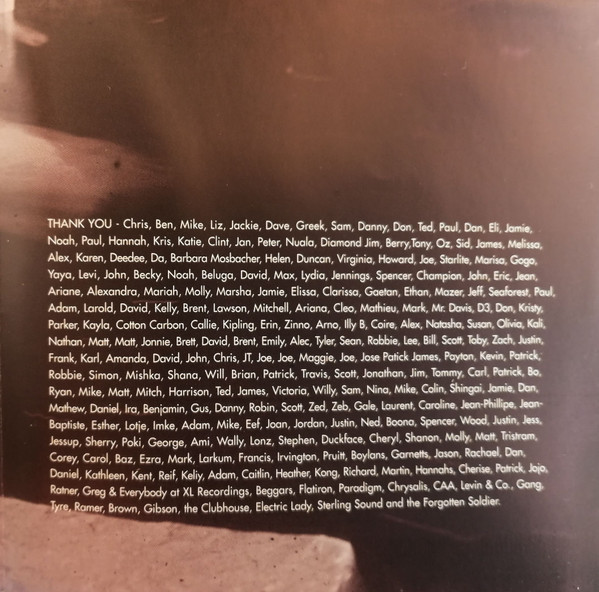 THANK YOU - Chris, Ben, Mike, Liz, Jackie, Dave, Greek, Sam, Danny, Don, Ted, Paul, Dan, Eli, Jamie,
Noah, Paul, Hannah, Kris, Katie, Clint, Jan, Peter, Nuala, Diamond Jim, Berry,Tony, Oz, Sid, James, Melissa,
Alex, Karen, Deedee, Da, Barbara Mosbacher, Helen, Duncan, Virginia, Howard, Joe, Starlite, Marisa, Gogo,
Yaya, Levi, John, Becky, Noah, Beluga, David, Max, Lydia, Jennings, Spencer, Champion, John, Eric, Jean,
Ariane, Alexandra, Mariah, Molly, Marsha, Jamie, Elissa, Clarissa, Gaetan, Ethan, Mazer, Jeff, Seaforest, Paul,
Adam, Larold, David, Kelly, Brent, Lawson, Mitchell, Ariana, Cleo, Mathieu, Mark, Mr. Davis, D3, Don, Kristy,
Parker, Kayla, Cotton Carbon, Callie, Kipling, Erin, Zinno, Arno, Illy B, Coire, Alex, Natasha, Susan, Olivia, Kali,
Nathan, Matt, Matt, Jonnie, Brett, David, Brent, Emily, Alec, Tyler, Sean, Robbie, Lee, Bill, Scott, Toby, Zach, Justin,
Frank, Karl, Amanda, David, John, Chris, JT, Joe, Joe, Maggie, Joe, Jose Patick James, Payton, Kevin, Patrick,
Robbie, Simon, Mishka, Shana, Will, Brian, Patrick, Travis, Scott, Jonathan, Jim, Tommy, Carl, Patrick, Bo,
Ryan, Mike, Matt, Mitch, Harrison, Ted, James, Victoria, Willy, Sam, Nina, Mike, Colin, Shingai, Jamie, Dan,
Mathew, Daniel, Ira, Benjamin, Gus, Danny, Robin, Scott, Zed, Zeb, Gale, Laurent, Caroline, Jean-Phillipe, Jean-
Baptiste, Esther, Lotje, Imke, Adam, Mike, Eef, Joan, Jordan, Justin, Ned, Boona, Spencer, Wood, Justin, Jess,
Jessup, Sherry, Poki, George, Ami, Wally, Lonz, Stephen, Duckface, Cheryl, Shanon, Molly, Matt, Tristram,
Corey, Carol, Baz, Ezra, Mark, Larkum, Francis, Irvington, Pruitt, Boylans, Garnetts, Jason, Rachael, Dan,
Daniel, Kathleen, Kent, Reif, Keliy, Adam, Caitlin, Heather, Kong, Richard, Martin, Hannahs, Cherise, Patrick, Jojo,
Ratner, Greg & Everybody at XL Recordings, Beggars, Flatiron, Paradigm, Chrysalis, CAA, Levin & Co., Gang,
Tyre, Ramer, Brown, Gibson, the Clubhouse, Electric Lady, Sterling Sound and the Forgotten Soldier.